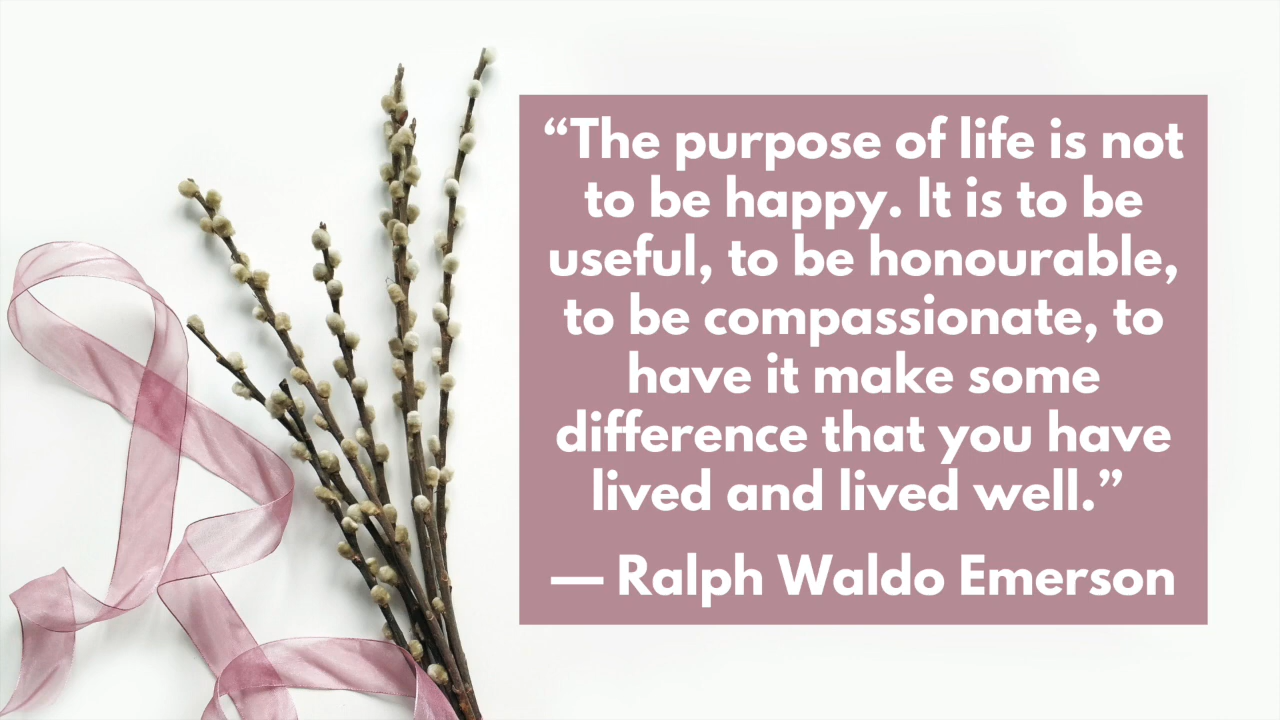 “The purpose of life is not
to be happy. It is to be
useful, to be honourable,
to be compassionate, to
have it make some
difference that you have
lived and lived well.”
— Ralph Waldo Emerson